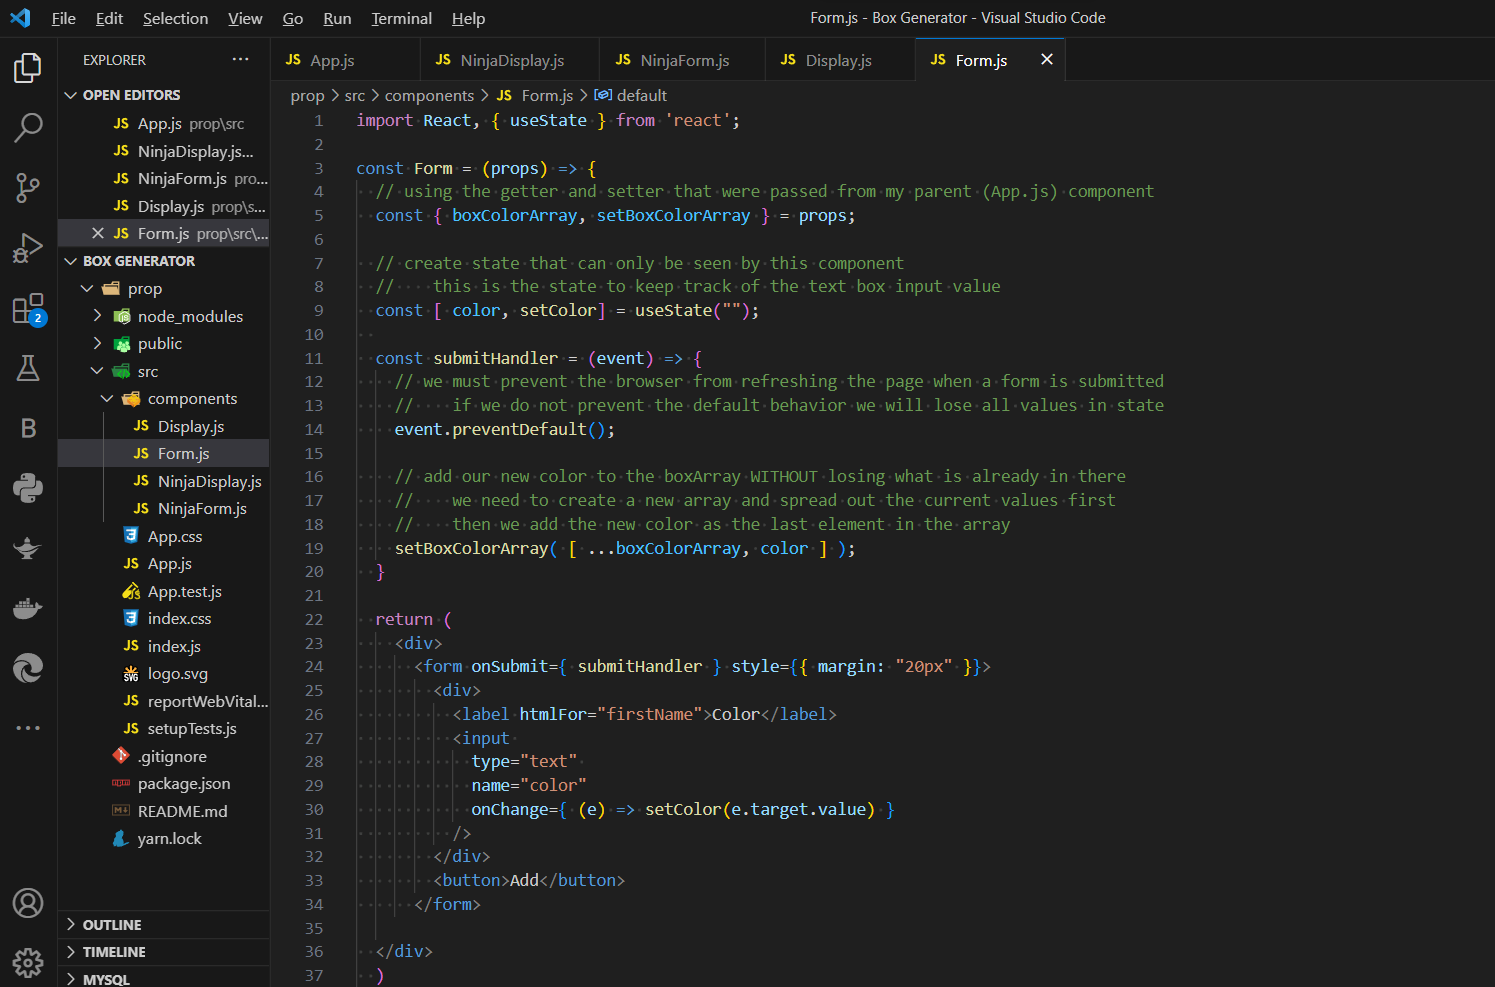 File Edit Selection View Go Run Terminal Help
Form.js - Box Generator - Visual Studio Code
EXPLORER ...
OPEN EDITORS
JS App.js prop\src
JS NinjaDisplay.js...
JS NinjaForm.js pro...
JS Display.js prop\s...
JS Form.js prop\src\...
BOX GENERATOR
prop
node_modules
public
src
components
JS Display.js
JS Form.js
JS NinjaDisplay.js
JS NinjaForm.js
App.css
JS App.js
App.test.js
index.css
JS index.js
SVG logo.svg
JS reportWebVital...
JS setupTests.js
.gitignore
package.json
README.md
yarn.lock
OUTLINE
TIMELINE
MYSQL
2
B
JS App.js JS NinjaDisplay.js JS NinjaForm.js JS Display.js JS Form.js
prop > src > components > JS Form.js > default
1 import React, { useState } from 'react';
2
3 const Form = (props) => {
4 // using the getter and setter that were passed from my parent (App.js) component
5 const { boxColorArray, setBoxColorArray } = props;
6
7 // create state that can only be seen by this component
8 //    this is the state to keep track of the text box input value
9 const [ color, setColor] = useState("");
10
11 const submitHandler = (event) => {
12 // we must prevent the browser from refreshing the page when a form is submitted
13 //    if we do not prevent the default behavior we will lose all values in state
14 event.preventDefault();
15
16 // add our new color to the boxArray WITHOUT losing what is already in there
17 //    we need to create a new array and spread out the current values first
18 //    then we add the new color as the last element in the array
19 setBoxColorArray( [ ...boxColorArray, color ] );
20 }
21
22 return (
23 <div>
24 <form onSubmit={ submitHandler } style={{ margin: "20px" }}>
25 <div>
26 <label htmlFor="firstName">Color</label>
27 <input
28 type="text"
29 name="color"
30 onChange={ (e) => setColor(e.target.value) }
31 />
32 </div>
33 <button>Add</button>
34 </form>
35
36 </div>
37 )